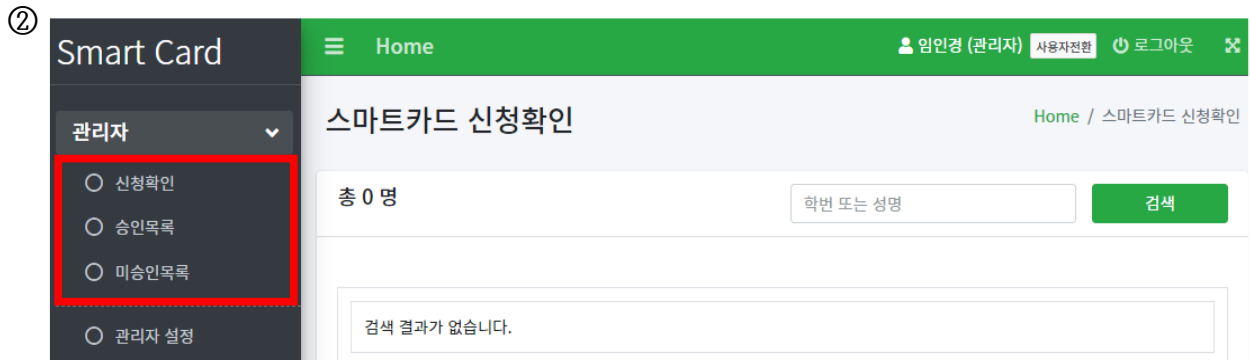 ②
Smart Card
Home
임인경 (관리자) 사용자전환 로그아웃
관리자
스마트카드 신청확인
Home / 스마트카드 신청확인
신청확인
승인목록
미승인목록
관리자 설정
총 0 명
학번 또는 성명
검색
검색 결과가 없습니다.